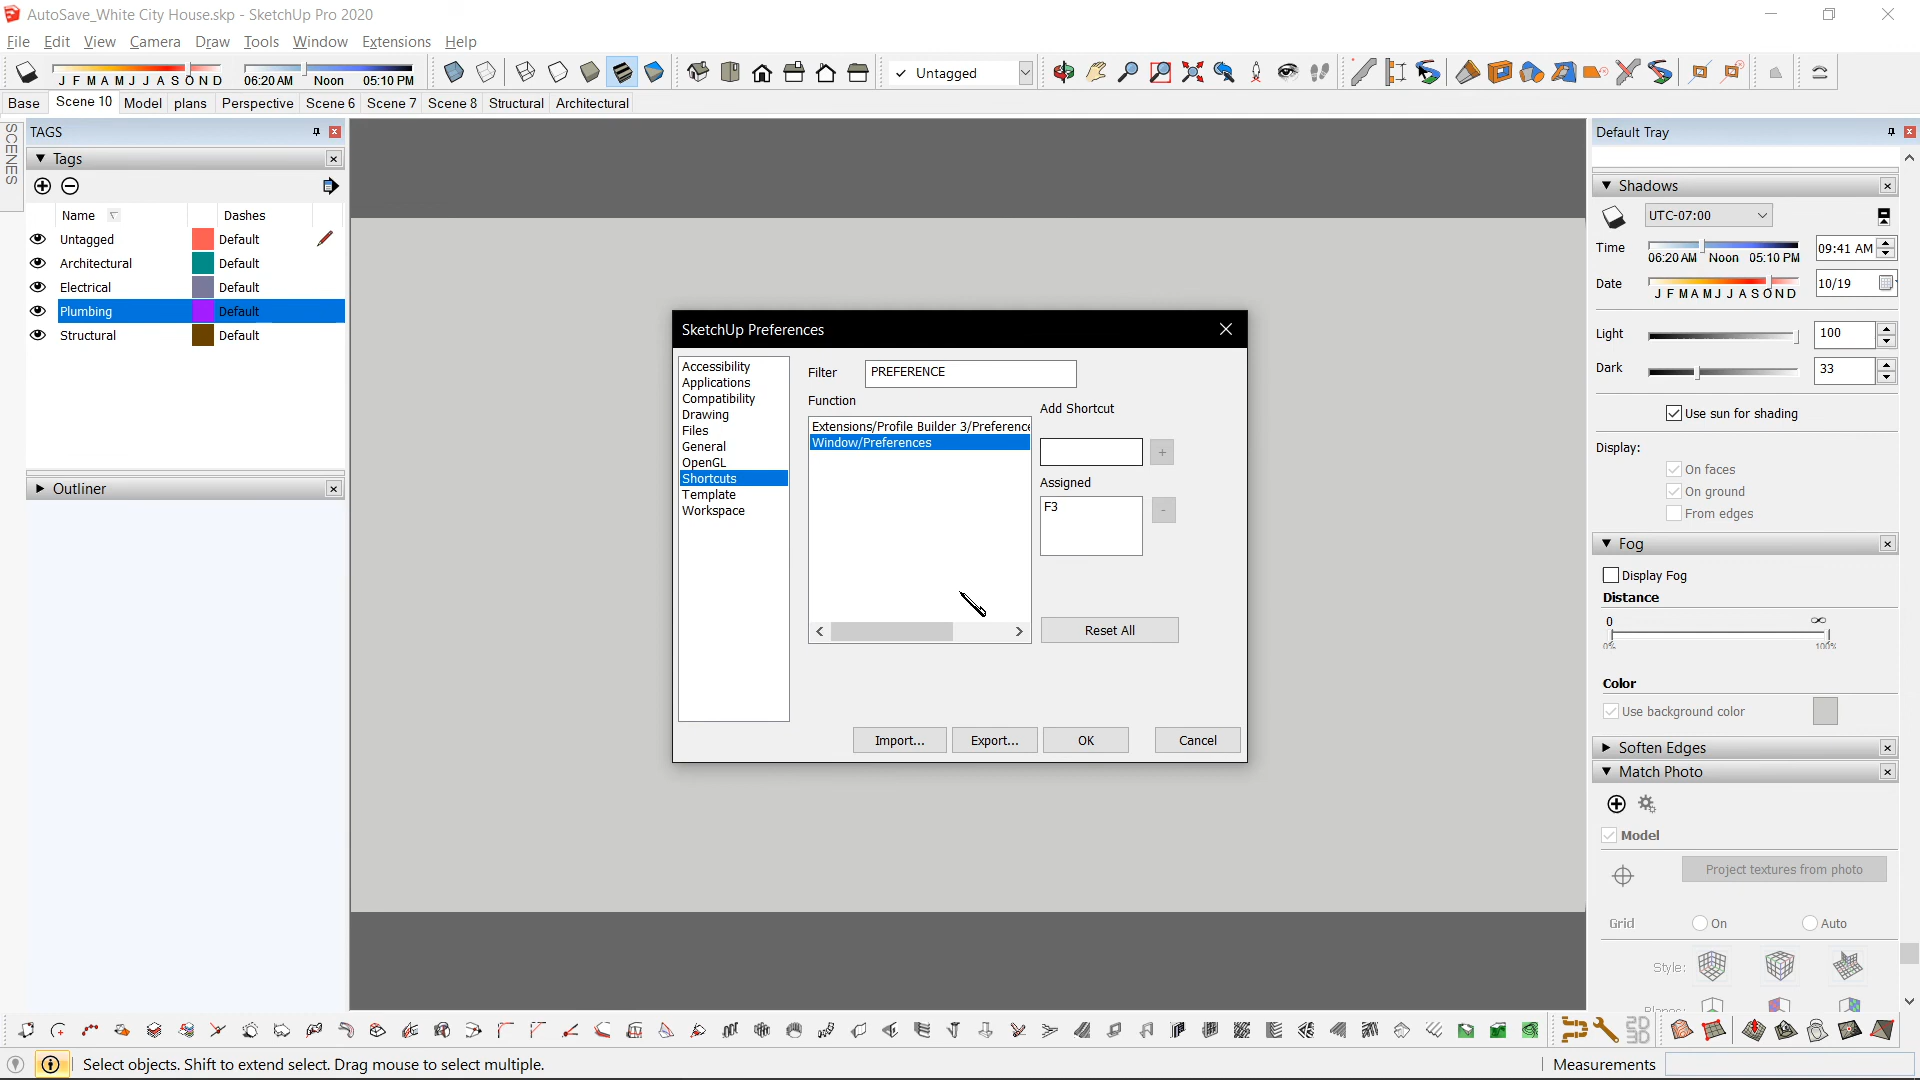 AutoSave_White City House.skp - SketchUp Pro 2020
File Edit View Camera Draw Tools Window Extensions Help
J F M A M J J A S O N D 06:20 AM Noon 05:10 PM Untagged
Base Scene 10 Model plans Perspective Scene 6 Scene 7 Scene 8 Structural Architectural
SCENES
TAGS
Tags
Name Dashes
Untagged Default
Architectural Default
Electrical Default
Plumbing Default
Structural Default
Outliner
SketchUp Preferences
Accessibility
Applications
Compatibility
Drawing
Files
General
OpenGL
Shortcuts
Template
Workspace
Filter PREFERENCE
Function
Extensions/Profile Builder 3/Preference
Window/Preferences
Add Shortcut
+
Assigned
F3
-
Reset All
Import... Export... OK Cancel
Default Tray
Shadows
UTC-07:00
Time 06:20 AM Noon 05:10 PM 09:41 AM
Date J F M A M J J A S O N D 10/19
Light 100
Dark 33
Use sun for shading
Display:
On faces
On ground
From edges
Fog
Display Fog
Distance
0 ∞
0% 100%
Color
Use background color
Soften Edges
Match Photo
Model
Project textures from photo
Grid On Auto
Style:
Planes:
Select objects. Shift to extend select. Drag mouse to select multiple.
Measurements